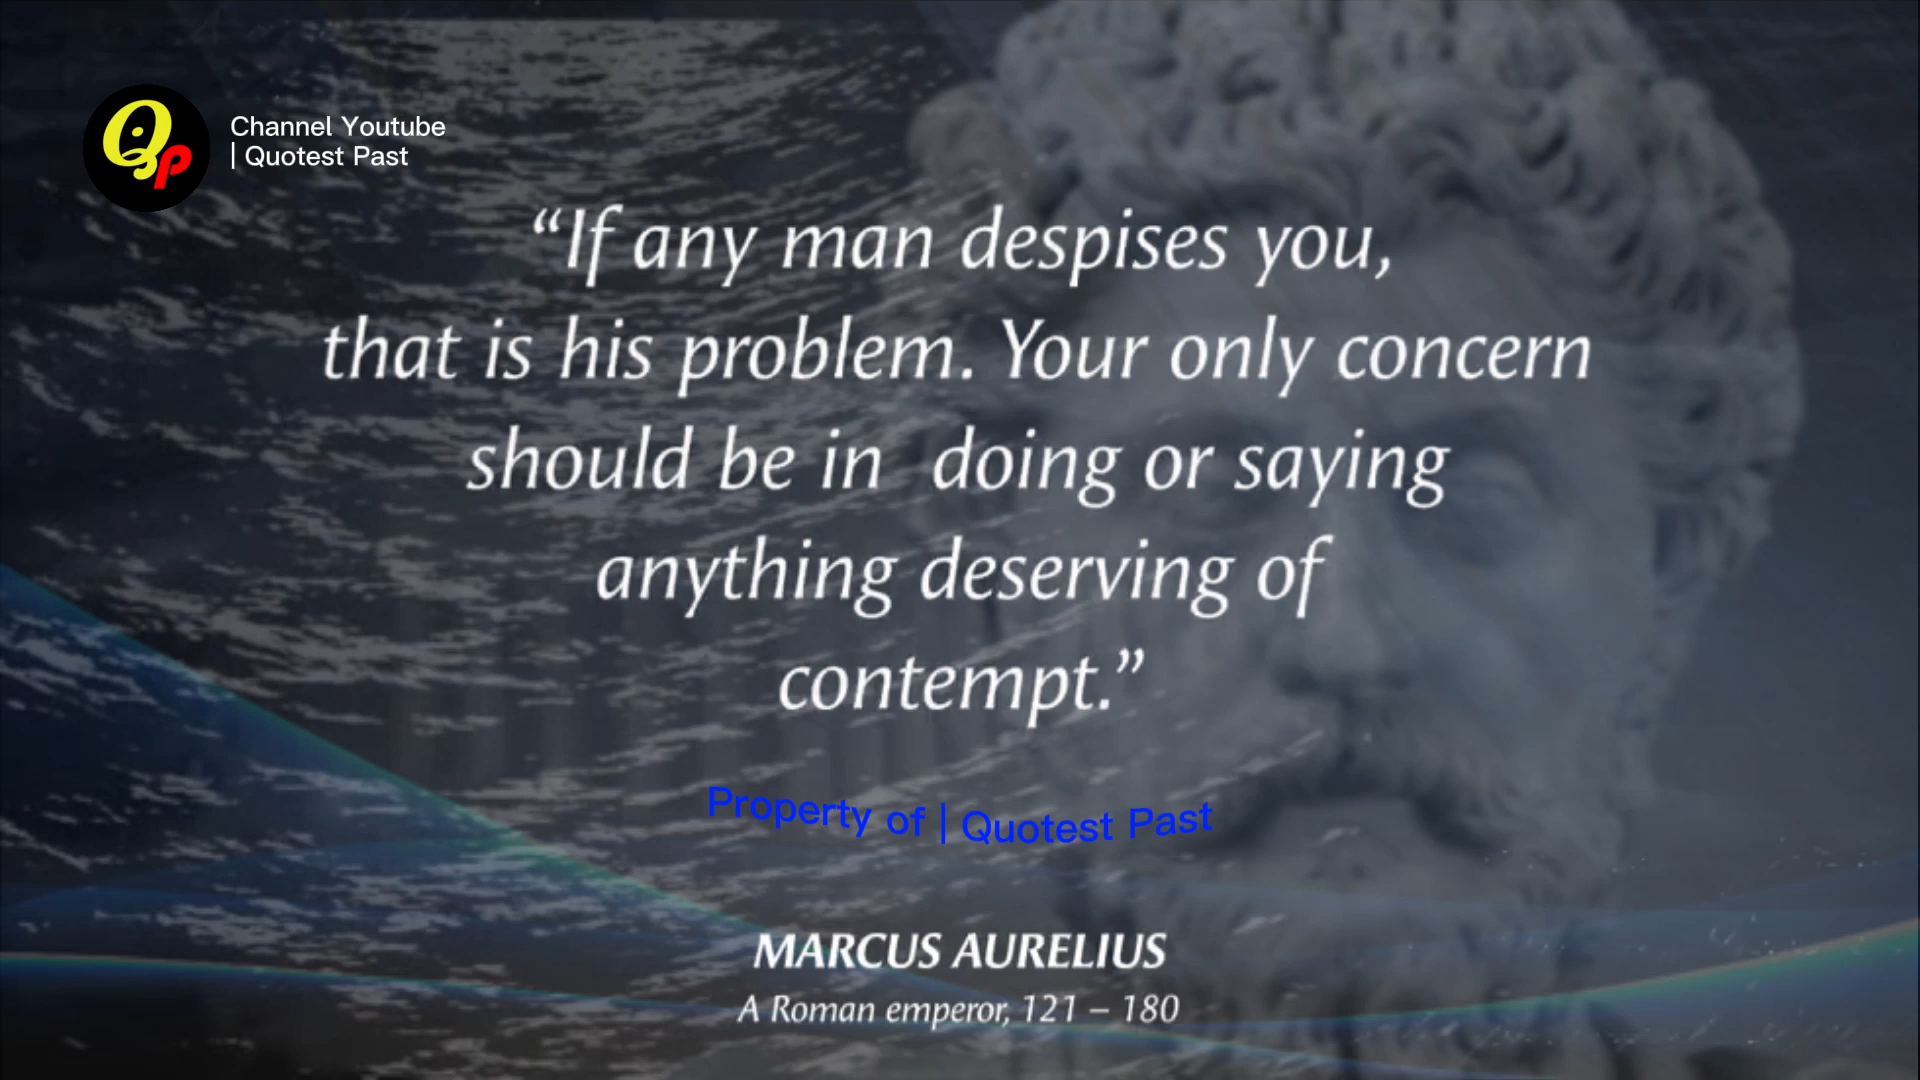 Channel Youtube
| Quotest Past
“If any man despises you,
that is his problem. Your only concern
should be in doing or saying
anything deserving of
contempt.”
Property of | Quotest Past
MARCUS AURELIUS
A Roman emperor, 121 – 180